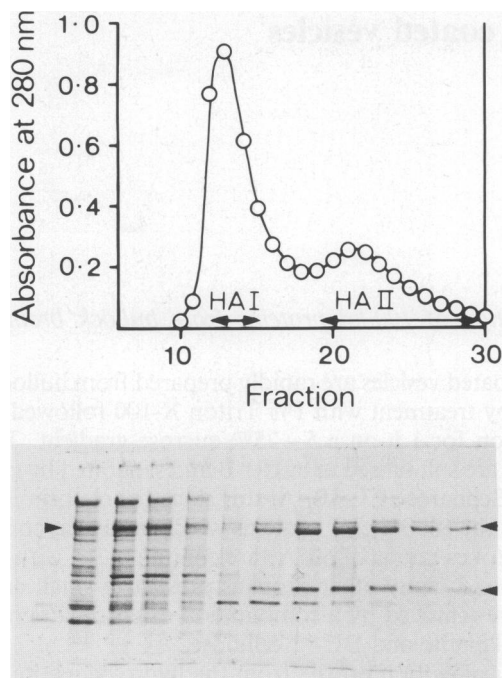 coated vesicles
Absorbance at 280 nm
1·0
0·8
0·6
0·4
0·2
HA I
HA II
10
20
30
Fraction